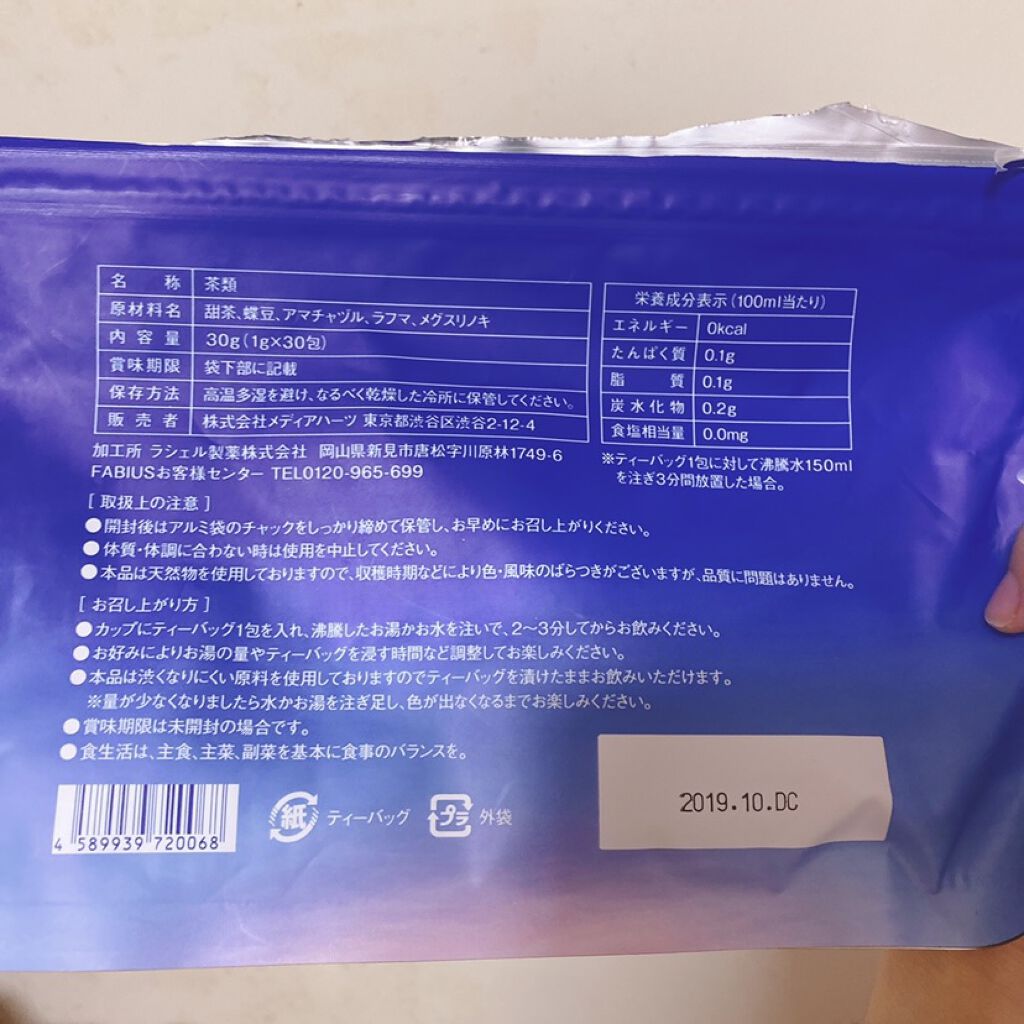 名 称 茶類
原材料名 甜茶、蝶豆、アマチャヅル、ラフマ、メグスリノキ
内容量 30g(1g×30包)
賞味期限 袋下部に記載
保存方法 高温多湿を避け、なるべく乾燥した冷所に保管してください。
販売者 株式会社メディアハーツ 東京都渋谷区渋谷2-12-4
加工所 ラシェル製薬株式会社 岡山県新見市唐松字川原林1749-6
FABIUSお客様センター TEL0120-965-699
栄養成分表示(100ml当たり)
エネルギー 0kcal
たんぱく質 0.1g
脂 質 0.1g
炭水化物 0.2g
食塩相当量 0.0mg
※ティーバッグ1包に対して沸騰水150ml
を注ぎ3分間放置した場合。
[ 取扱上の注意 ]
●開封後はアルミ袋のチャックをしっかり締めて保管し、お早めにお召し上がりください。
●体質・体調に合わない時は使用を中止してください。
●本品は天然物を使用しておりますので、収穫時期などにより色・風味のばらつきがございますが、品質に問題はありません。
[ お召し上がり方 ]
●カップにティーバッグ1包を入れ、沸騰したお湯かお水を注いで、2〜3分してからお飲みください。
●お好みによりお湯の量やティーバッグを浸す時間など調整してお楽しみください。
●本品は渋くなりにくい原料を使用しておりますのでティーバッグを漬けたままお飲みいただけます。
※量が少なくなりましたら水かお湯を注ぎ足し、色が出なくなるまでお楽しみください。
●賞味期限は未開封の場合です。
●食生活は、主食、主菜、副菜を基本に食事のバランスを。
4 589939 720068
紙 ティーバッグ
プラ 外袋
2019.10.DC